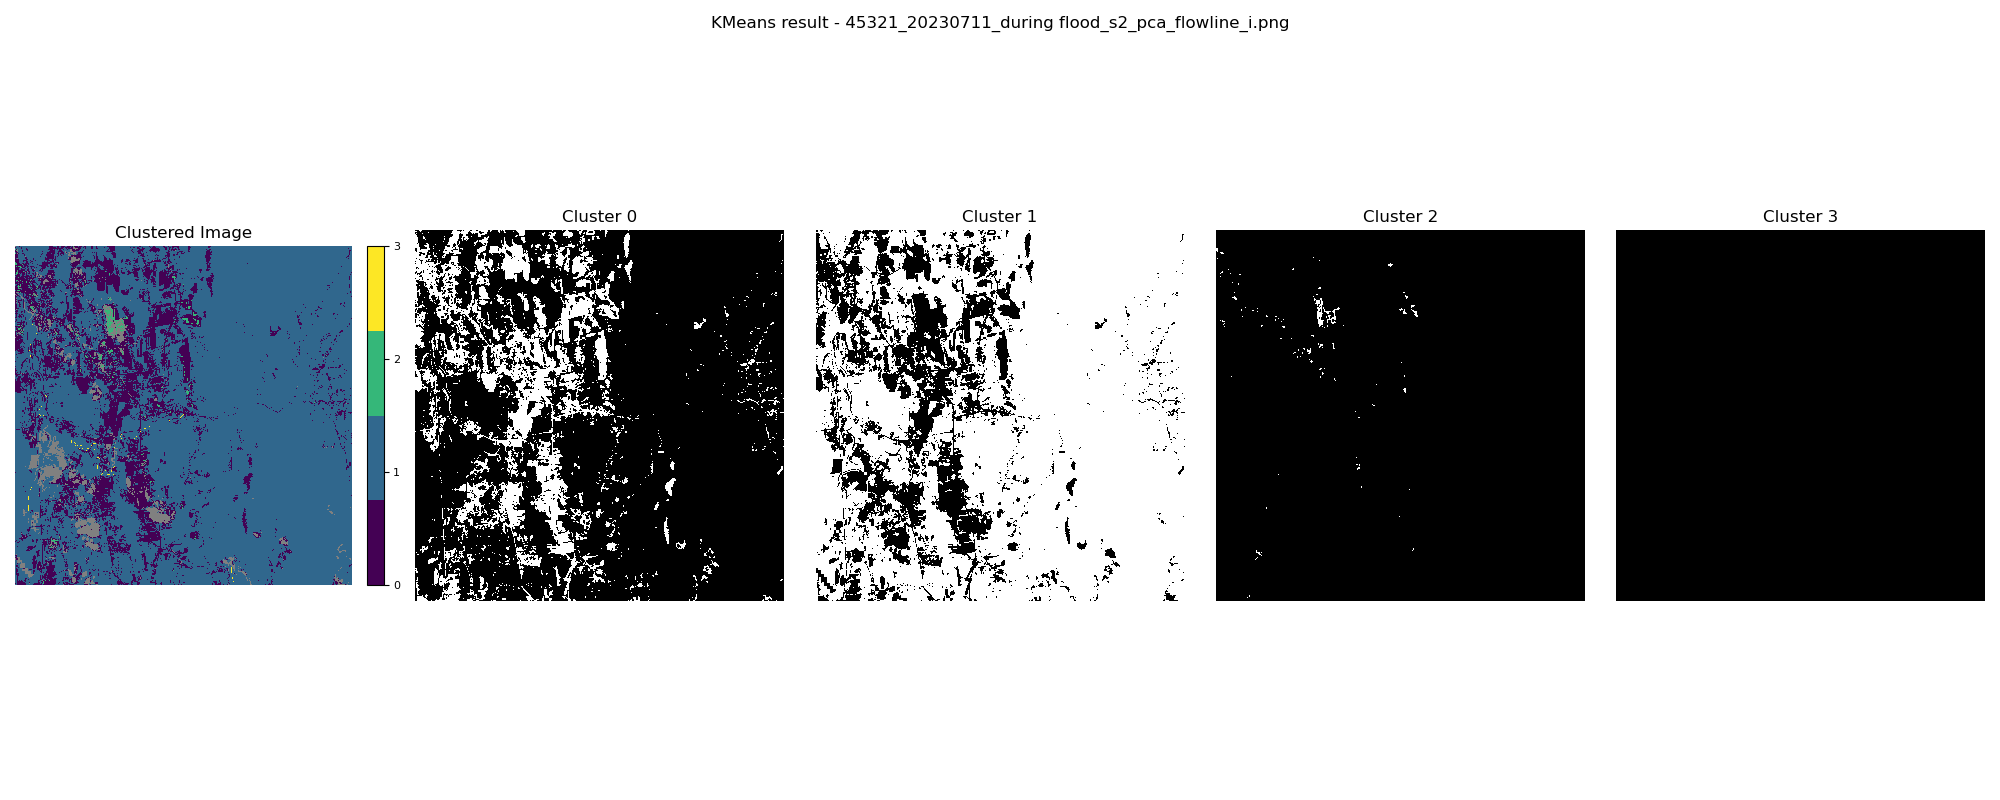 KMeans result - 45321_20230711_during flood_s2_pca_flowline_i.png
Clustered Image
Cluster 0
Cluster 1
Cluster 2
Cluster 3
3
2
1
0